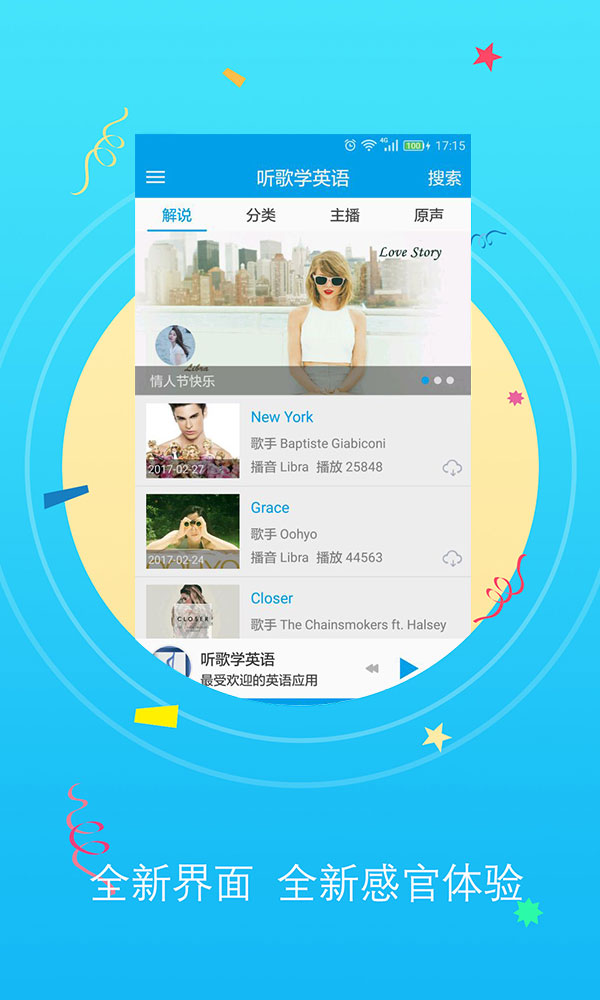 4G 100 17:15
听歌学英语 搜索
解说 分类 主播 原声
Love Story
Libra
情人节快乐
New York
歌手 Baptiste Giabiconi
播音 Libra 播放 25848
2017-02-27
Grace
歌手 Oohyo
播音 Libra 播放 44563
2017-02-24
Closer
歌手 The Chainsmokers ft. Halsey
CLOSER
听歌学英语
最受欢迎的英语应用
全新界面 全新感官体验